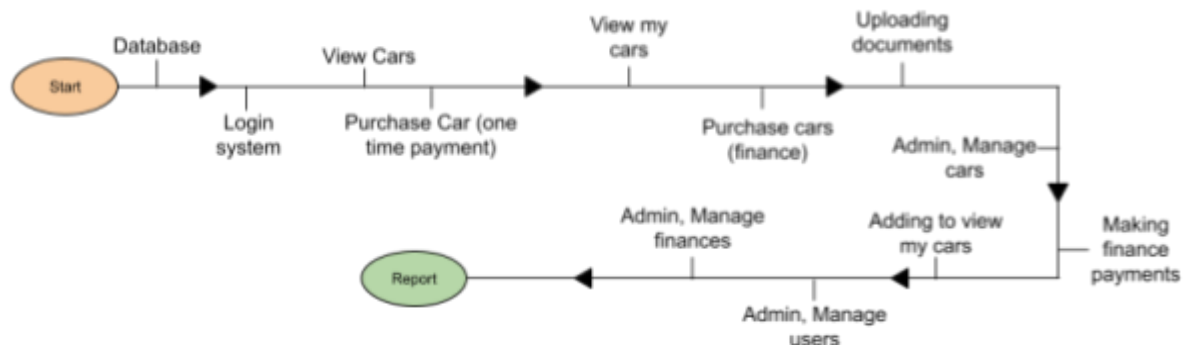 Start
Database
Login
system
View Cars
Purchase Car (one
time payment)
View my
cars
Purchase cars
(finance)
Uploading
documents
Admin, Manage
cars
Making
finance
payments
Adding to view
my cars
Admin, Manage
users
Admin, Manage
finances
Report